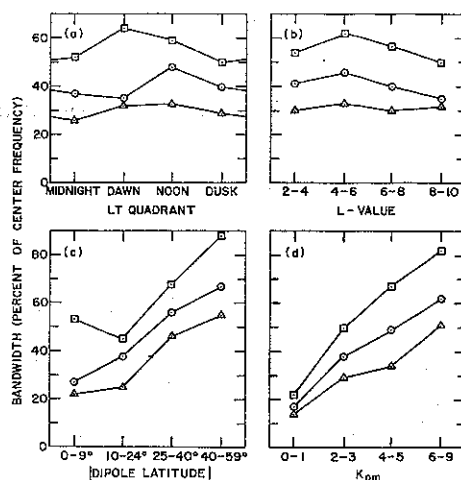 (a)
(b)
60
40
20
MIDNIGHT DAWN NOON DUSK
LT QUADRANT
2-4 4-6 6-8 8-10
L-VALUE
BANDWIDTH (PERCENT OF CENTER FREQUENCY)
(c)
(d)
80
60
40
20
0
0-9° 10-24° 25-40° 40-59°
|DIPOLE LATITUDE|
0-1 2-3 4-5 6-9
Kpm